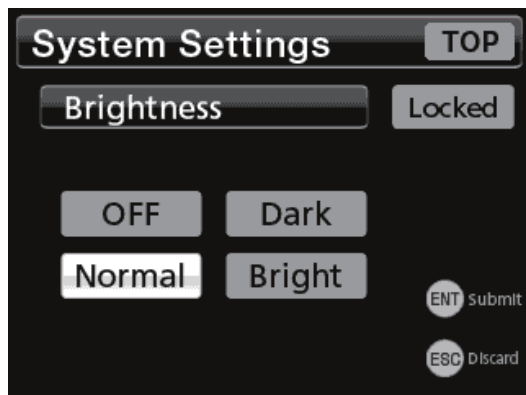 System Settings TOP
Brightness Locked
OFF Dark
Normal Bright
ENT Submit
ESC Discard